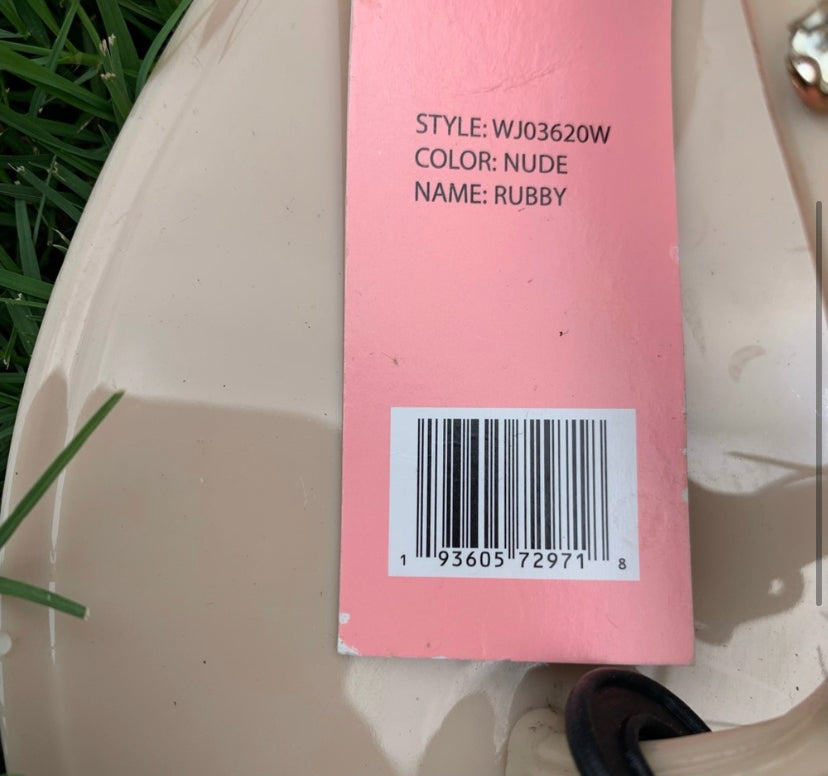 STYLE: WJ03620W
COLOR: NUDE
NAME: RUBBY
1 93605 72971 8